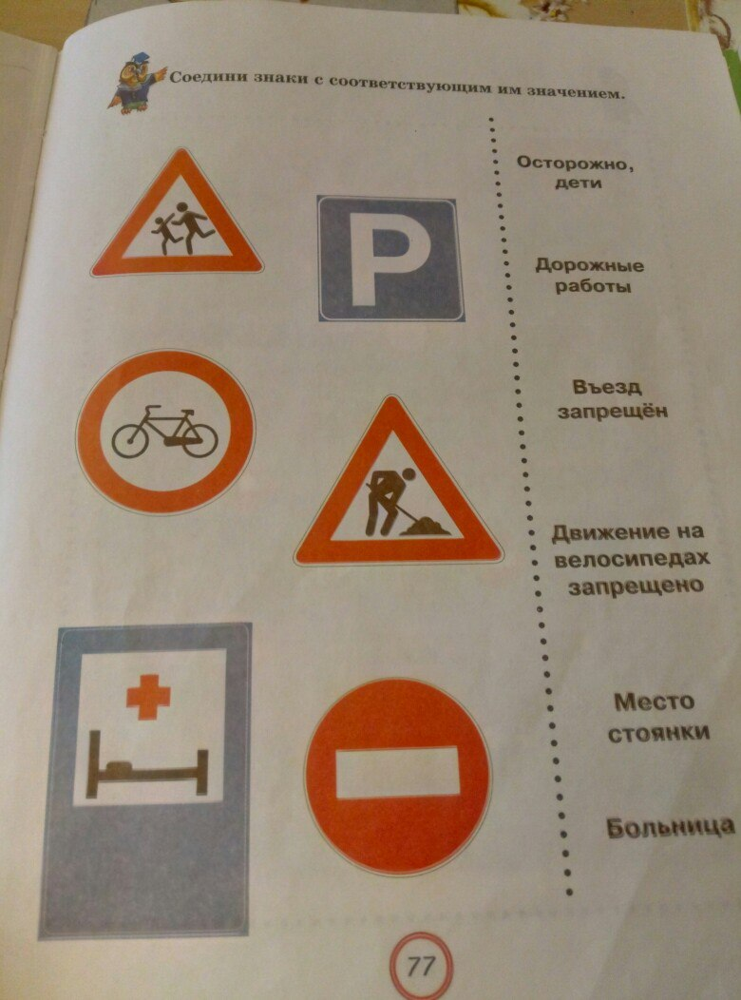 Соедини знаки с соответствующим им значением.
P
Осторожно,
дети
Дорожные
работы
Въезд
запрещён
Движение на
велосипедах
запрещено
Место
стоянки
Больница
77